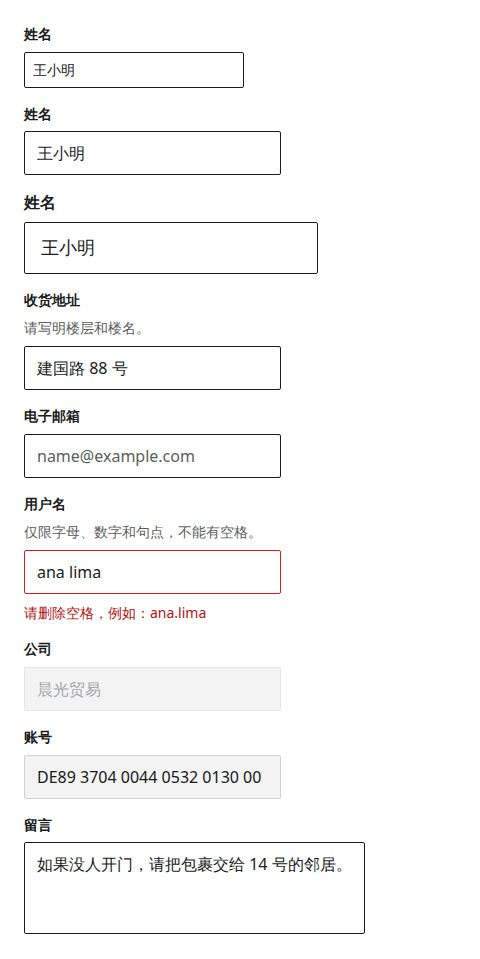 姓名
王小明
姓名
王小明
姓名
王小明
收货地址
请写明楼层和楼名。
建国路 88 号
电子邮箱
name@example.com
用户名
仅限字母、数字和句点，不能有空格。
ana lima
请删除空格，例如：ana.lima
公司
晨光贸易
账号
DE89 3704 0044 0532 0130 00
留言
如果没人开门，请把包裹交给 14 号的邻居。